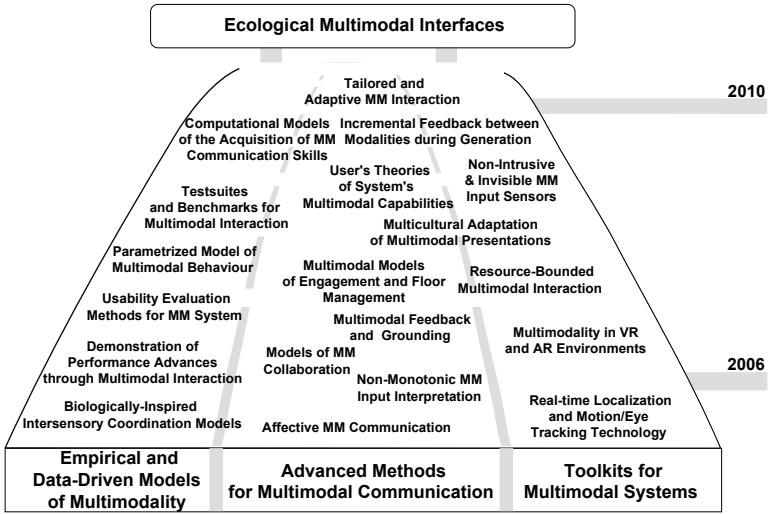 Ecological Multimodal Interfaces
Tailored and
Adaptive MM Interaction
2010
Computational Models
of the Acquisition of MM
Communication Skills
Incremental Feedback between
Modalities during Generation
User's Theories
of System's
Multimodal Capabilities
Non-Intrusive
& Invisible MM
Input Sensors
Testsuites
and Benchmarks for
Multimodal Interaction
Multicultural Adaptation
of Multimodal Presentations
Parametrized Model of
Multimodal Behaviour
Multimodal Models
of Engagement and Floor
Management
Resource-Bounded
Multimodal Interaction
Usability Evaluation
Methods for MM System
Multimodal Feedback
and Grounding
Multimodality in VR
and AR Environments
Demonstration of
Performance Advances
through Multimodal Interaction
Models of MM
Collaboration
2006
Non-Monotonic MM
Input Interpretation
Biologically-Inspired
Intersensory Coordination Models
Affective MM Communication
Real-time Localization
and Motion/Eye
Tracking Technology
Empirical and
Data-Driven Models
of Multimodality
Advanced Methods
for Multimodal Communication
Toolkits for
Multimodal Systems